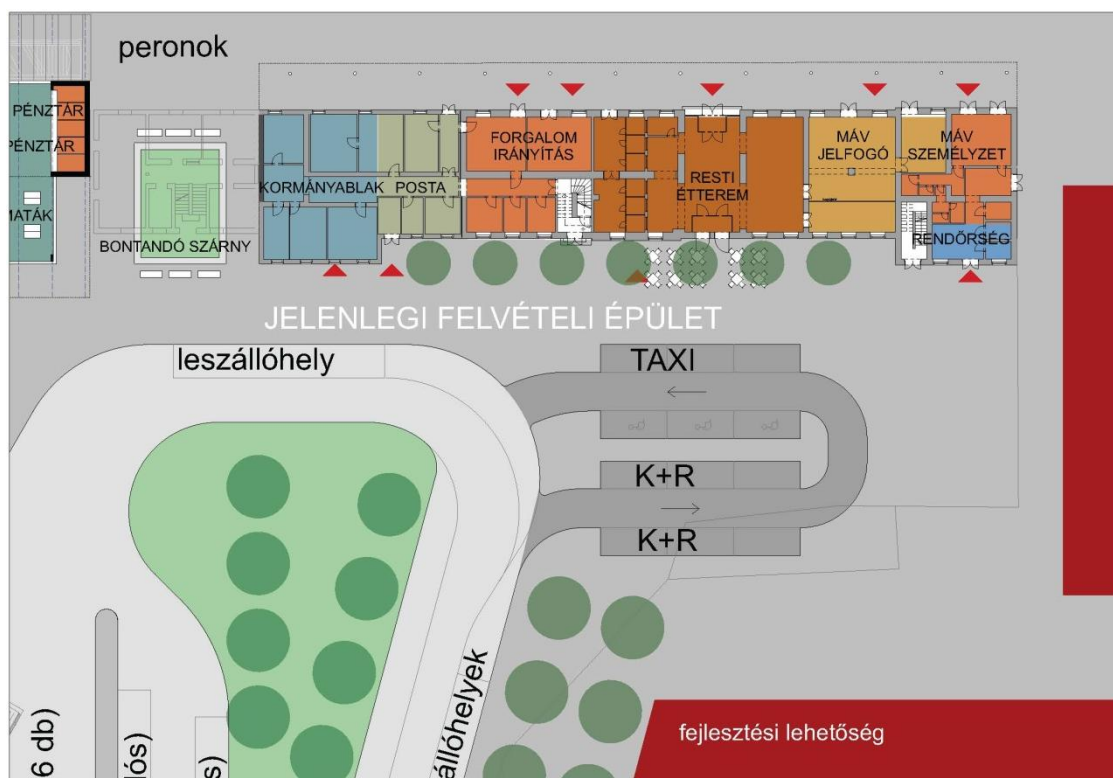 peronok
PÉNZTÁR
PÉNZTÁR
MATÁK
BONTANDÓ SZÁRNY
KORMÁNYABLAK
POSTA
FORGALOM
IRÁNYÍTÁS
RESTI
ÉTTEREM
MÁV
JELFOGÓ
MÁV
SZEMÉLYZET
RENDŐRSÉG
JELENLEGI FELVÉTELI ÉPÜLET
leszállóhely
TAXI
K+R
K+R
állóhelyek
6 db)
lós)
s)
fejlesztési lehetőség